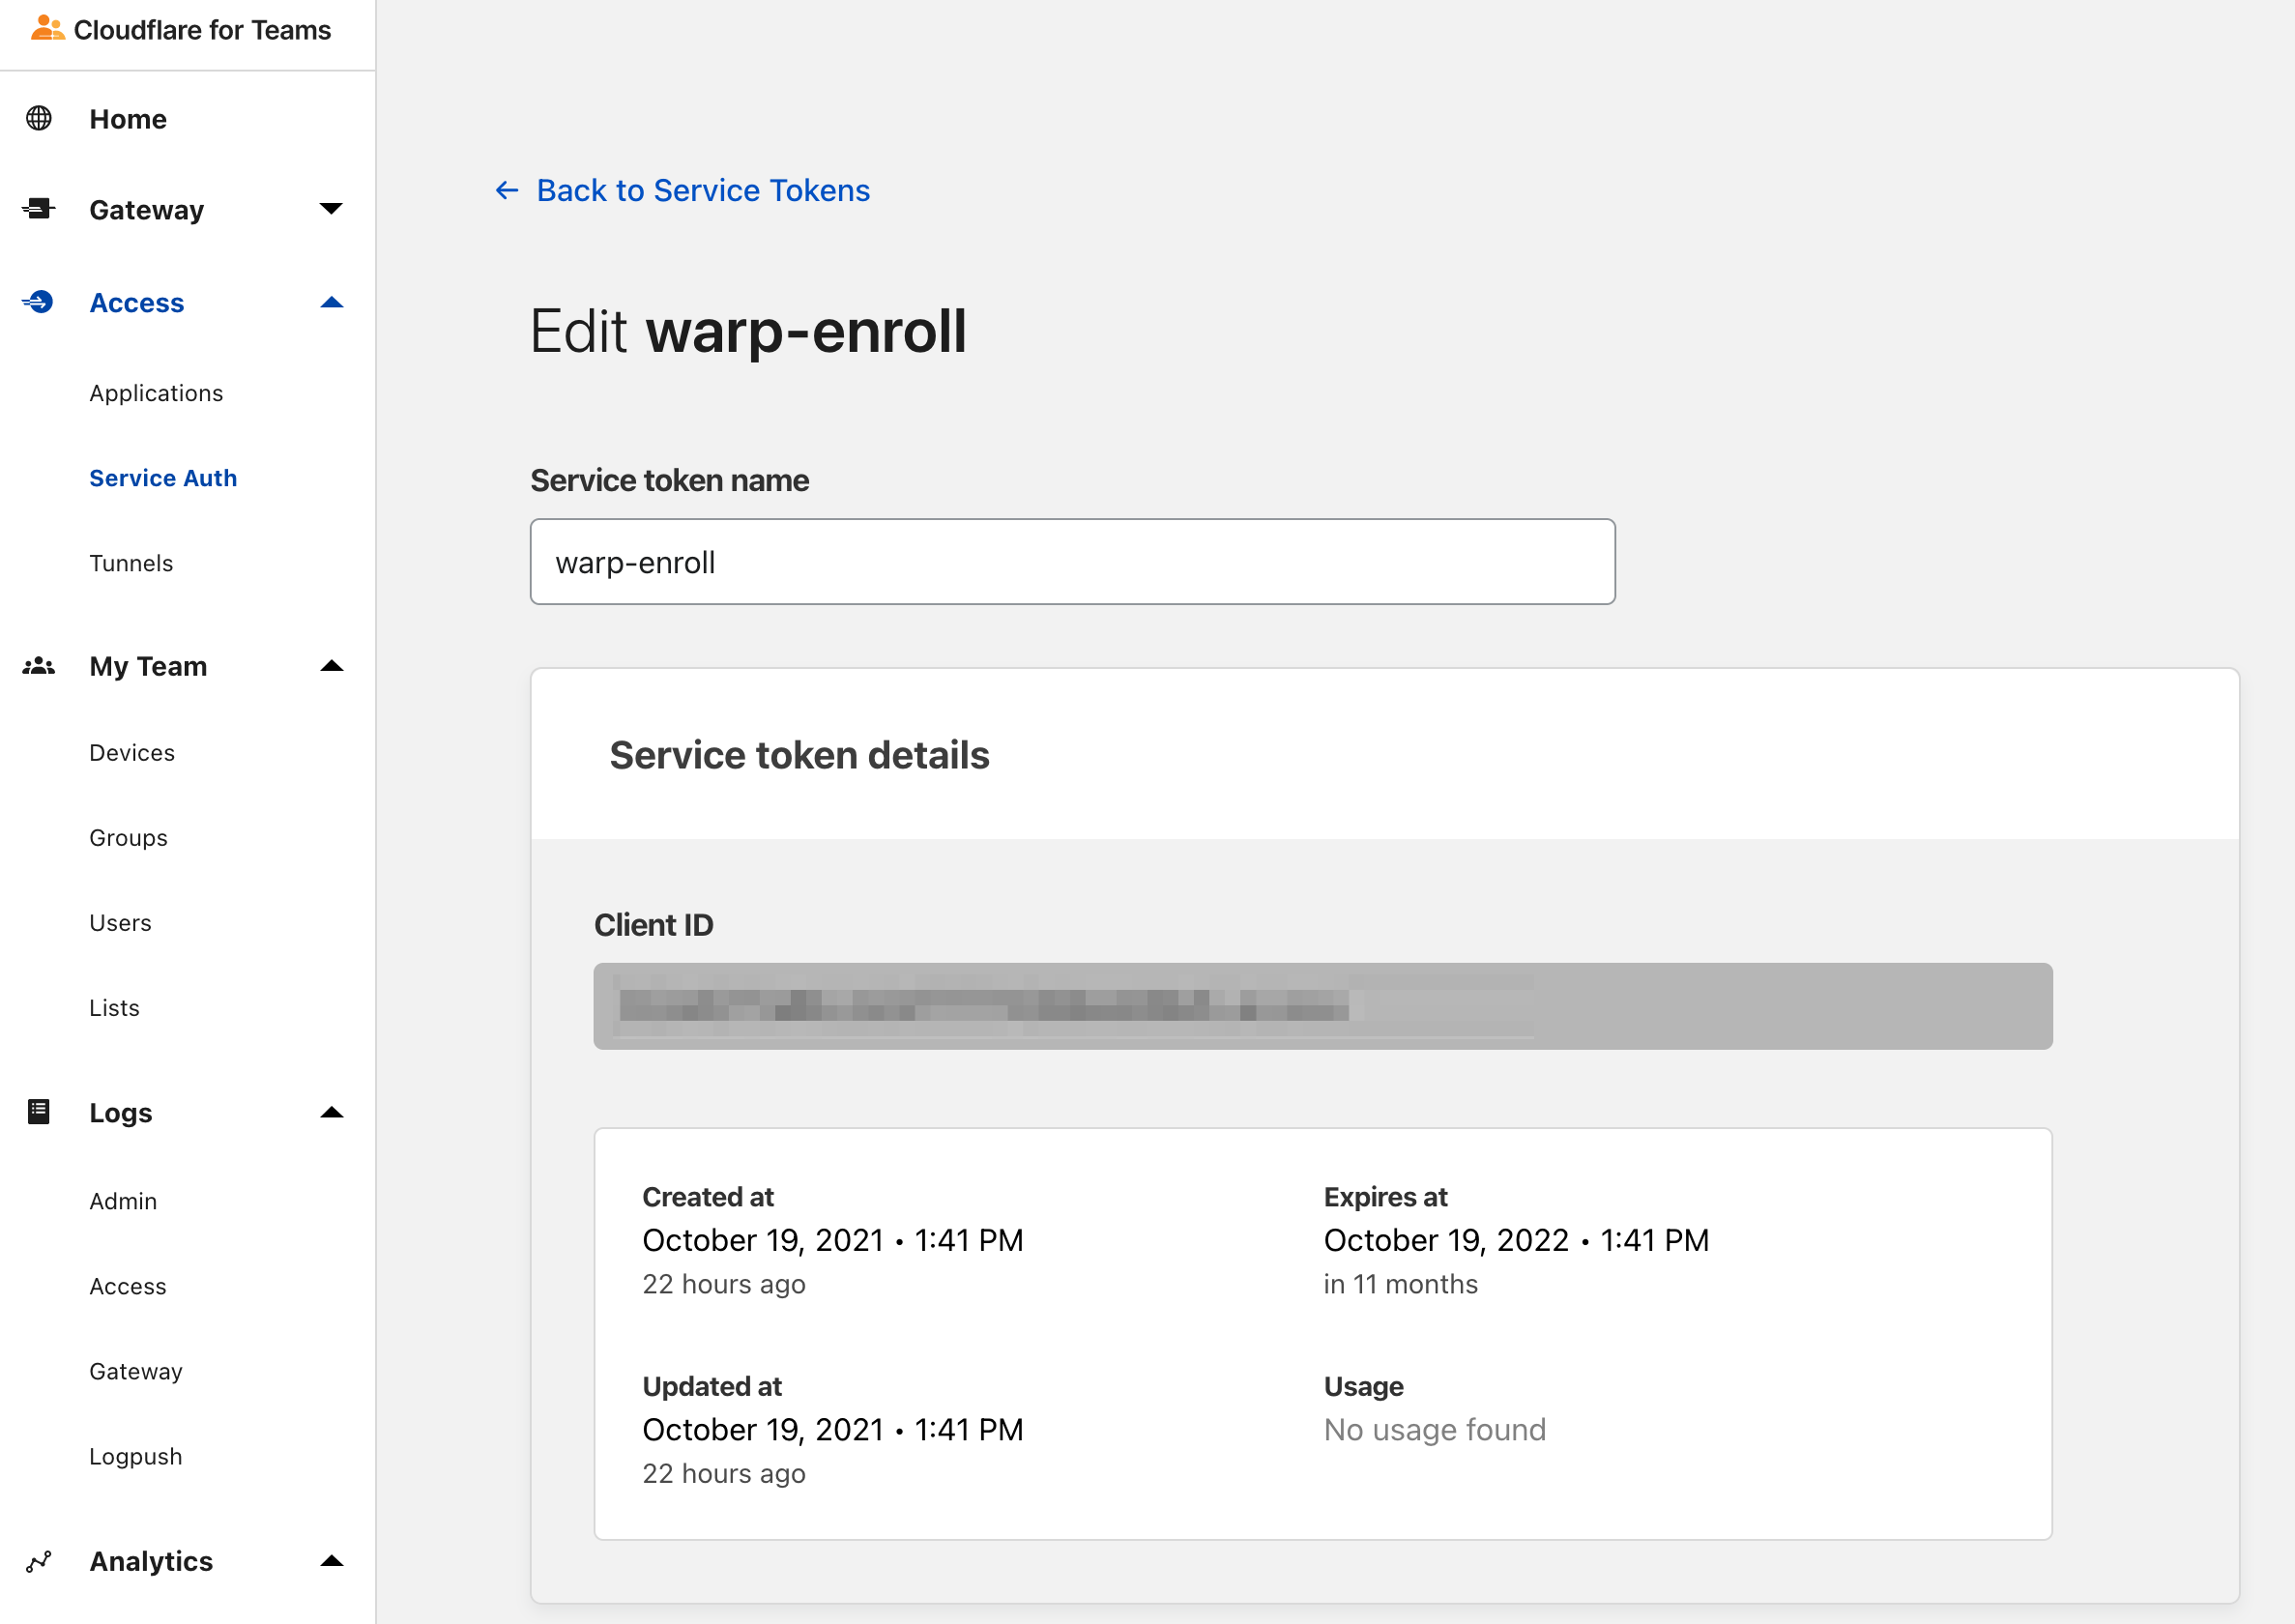 Cloudflare for Teams
Home
Gateway
Access
Applications
Service Auth
Tunnels
My Team
Devices
Groups
Users
Lists
Logs
Admin
Access
Gateway
Logpush
Analytics
← Back to Service Tokens
Edit warp-enroll
Service token name
warp-enroll
Service token details
Client ID
Created at
October 19, 2021 • 1:41 PM
22 hours ago
Expires at
October 19, 2022 • 1:41 PM
in 11 months
Updated at
October 19, 2021 • 1:41 PM
22 hours ago
Usage
No usage found